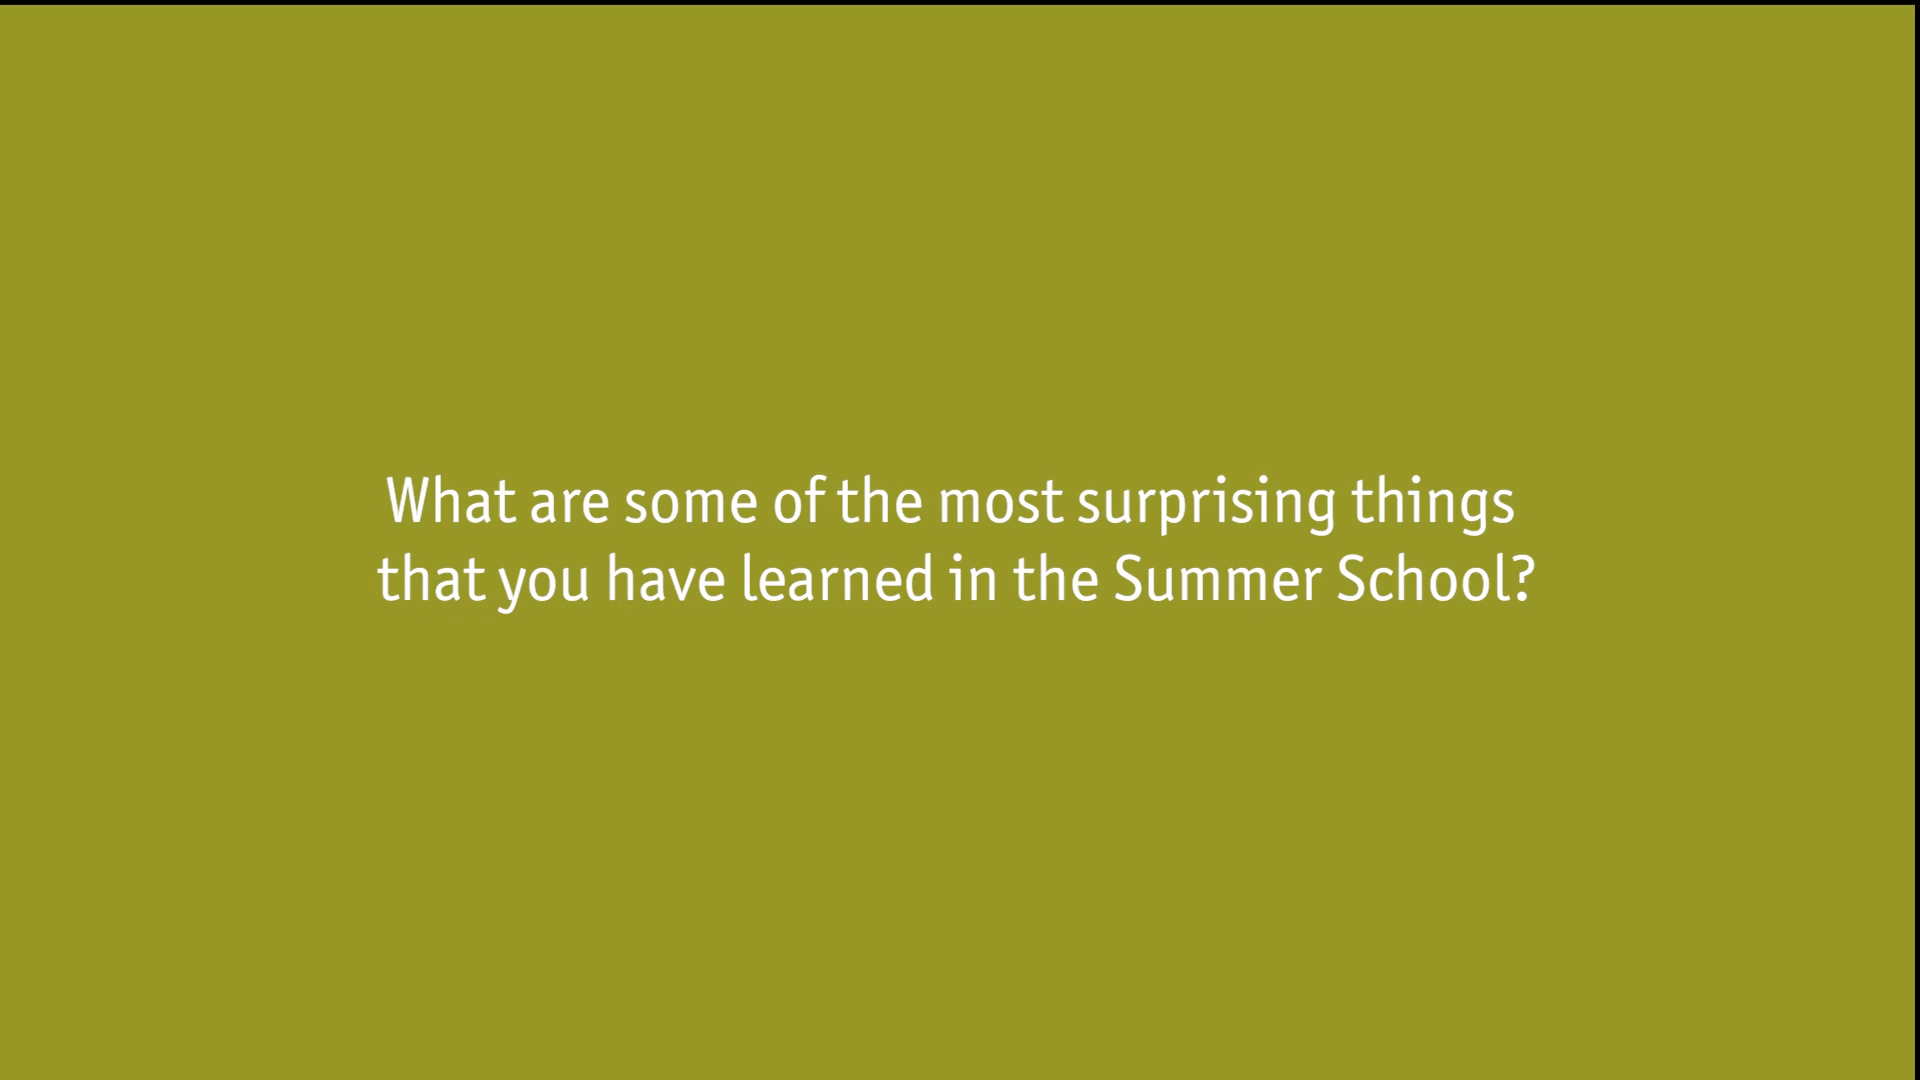 What are some of the most surprising things
that you have learned in the Summer School?